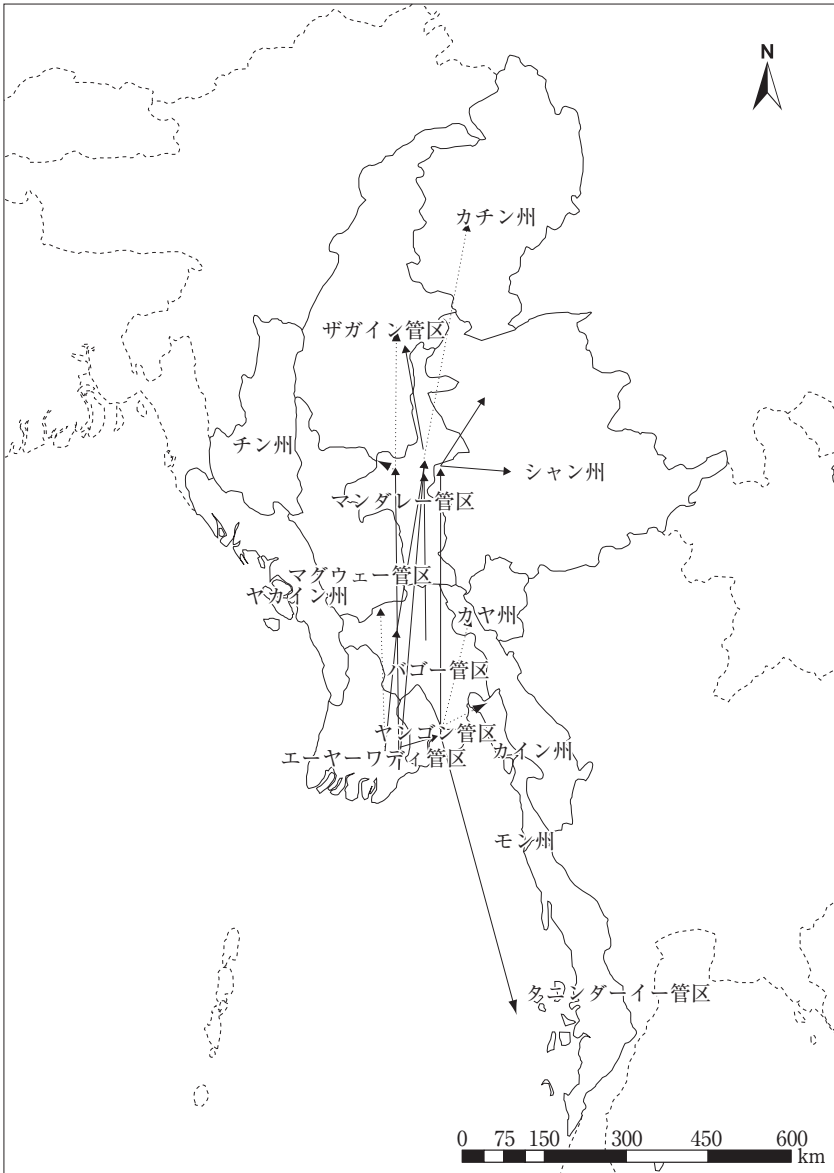 N
カチン州
ザガイン管区
チン州
シャン州
マンダレー管区
マグウェー管区
ヤカイン州
カヤ州
バゴー管区
ヤンゴン管区
エーヤーワディ管区
カイン州
モン州
タニンダーイー管区
0 75 150 300 450 600
km